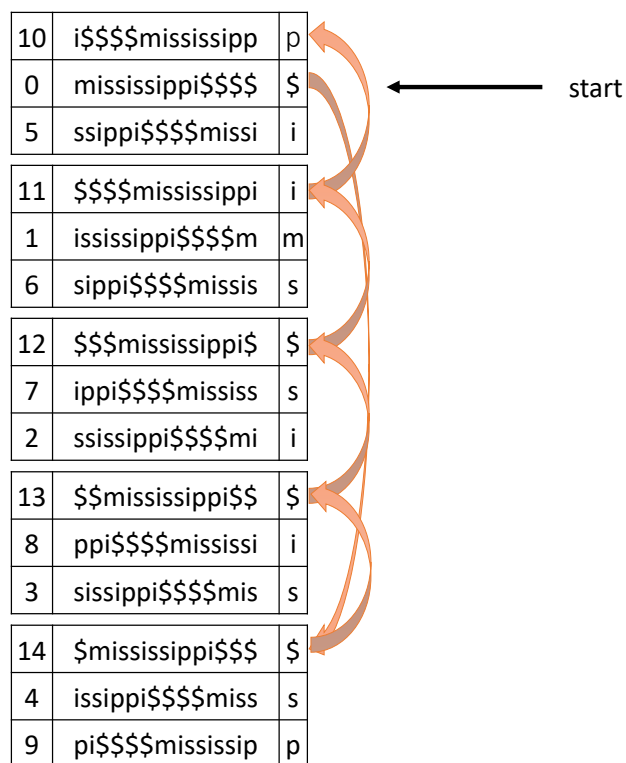 10 i$$$$mississipp p
0 mississippi$$$$ $ start
5 ssippi$$$$missi i
11 $$$$mississippi i
1 ississippi$$$$m m
6 sippi$$$$missis s
12 $$$mississippi$ $
7 ippi$$$$mississ s
2 ssissippi$$$$mi i
13 $$mississippi$$ $
8 ppi$$$$mississi i
3 sissippi$$$$mis s
14 $mississippi$$$ $
4 issippi$$$$miss s
9 pi$$$$mississip p